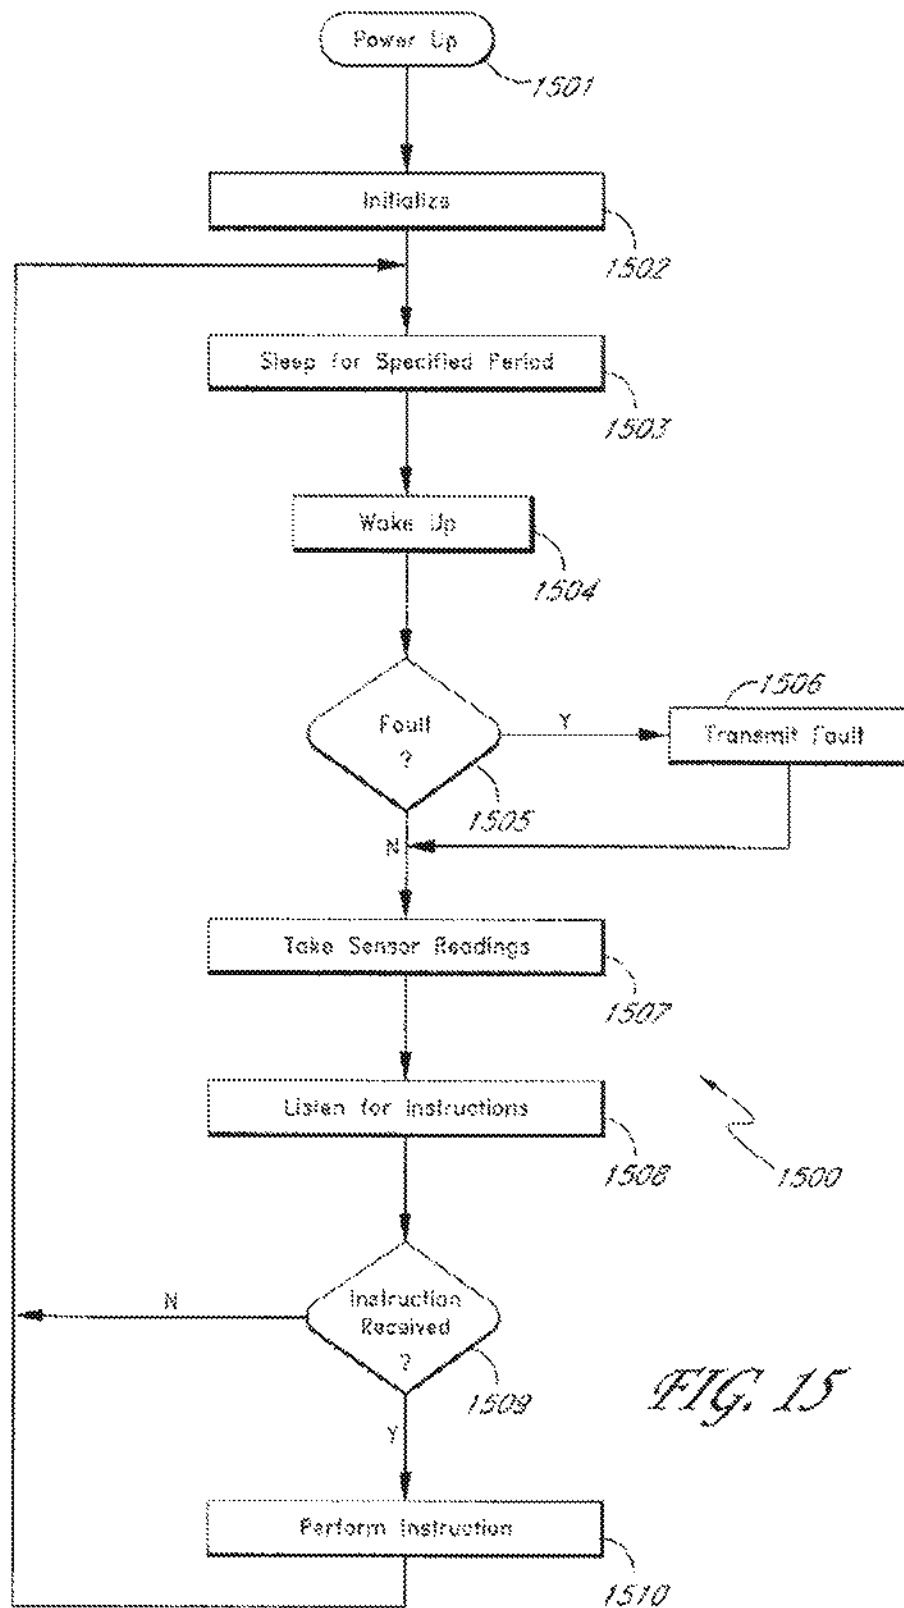 Power Up
1501
Initialize
1502
Sleep for Specified Period
1503
Wake Up
1504
Fault
?
1505
Y
1506
Transmit Fault
N
Take Sensor Readings
1507
Listen for Instructions
1508
1500
Instruction
Received
?
1509
N
Y
FIG. 15
Perform Instruction
1510